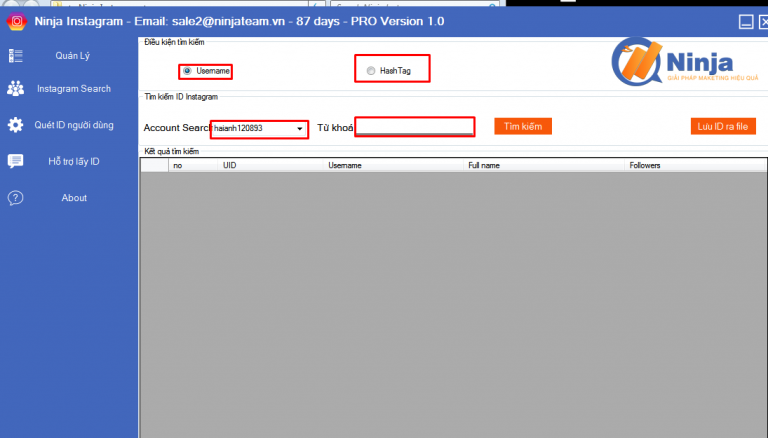 Ninja Instagram - Email: sale2@ninjateam.vn - 87 days - PRO Version 1.0
Quản Lý
Instagram Search
Quét ID người dùng
Hỗ trợ lấy ID
About
Điều kiện tìm kiếm
Username
HashTag
Ninja
GIẢI PHÁP MAKETING HIỆU QUẢ
Tìm kiếm ID Instagram
Account Search haianh120893 Từ khoá Tìm kiếm Lưu ID ra file
Kết quả tìm kiếm
no UID Username Full name Followers